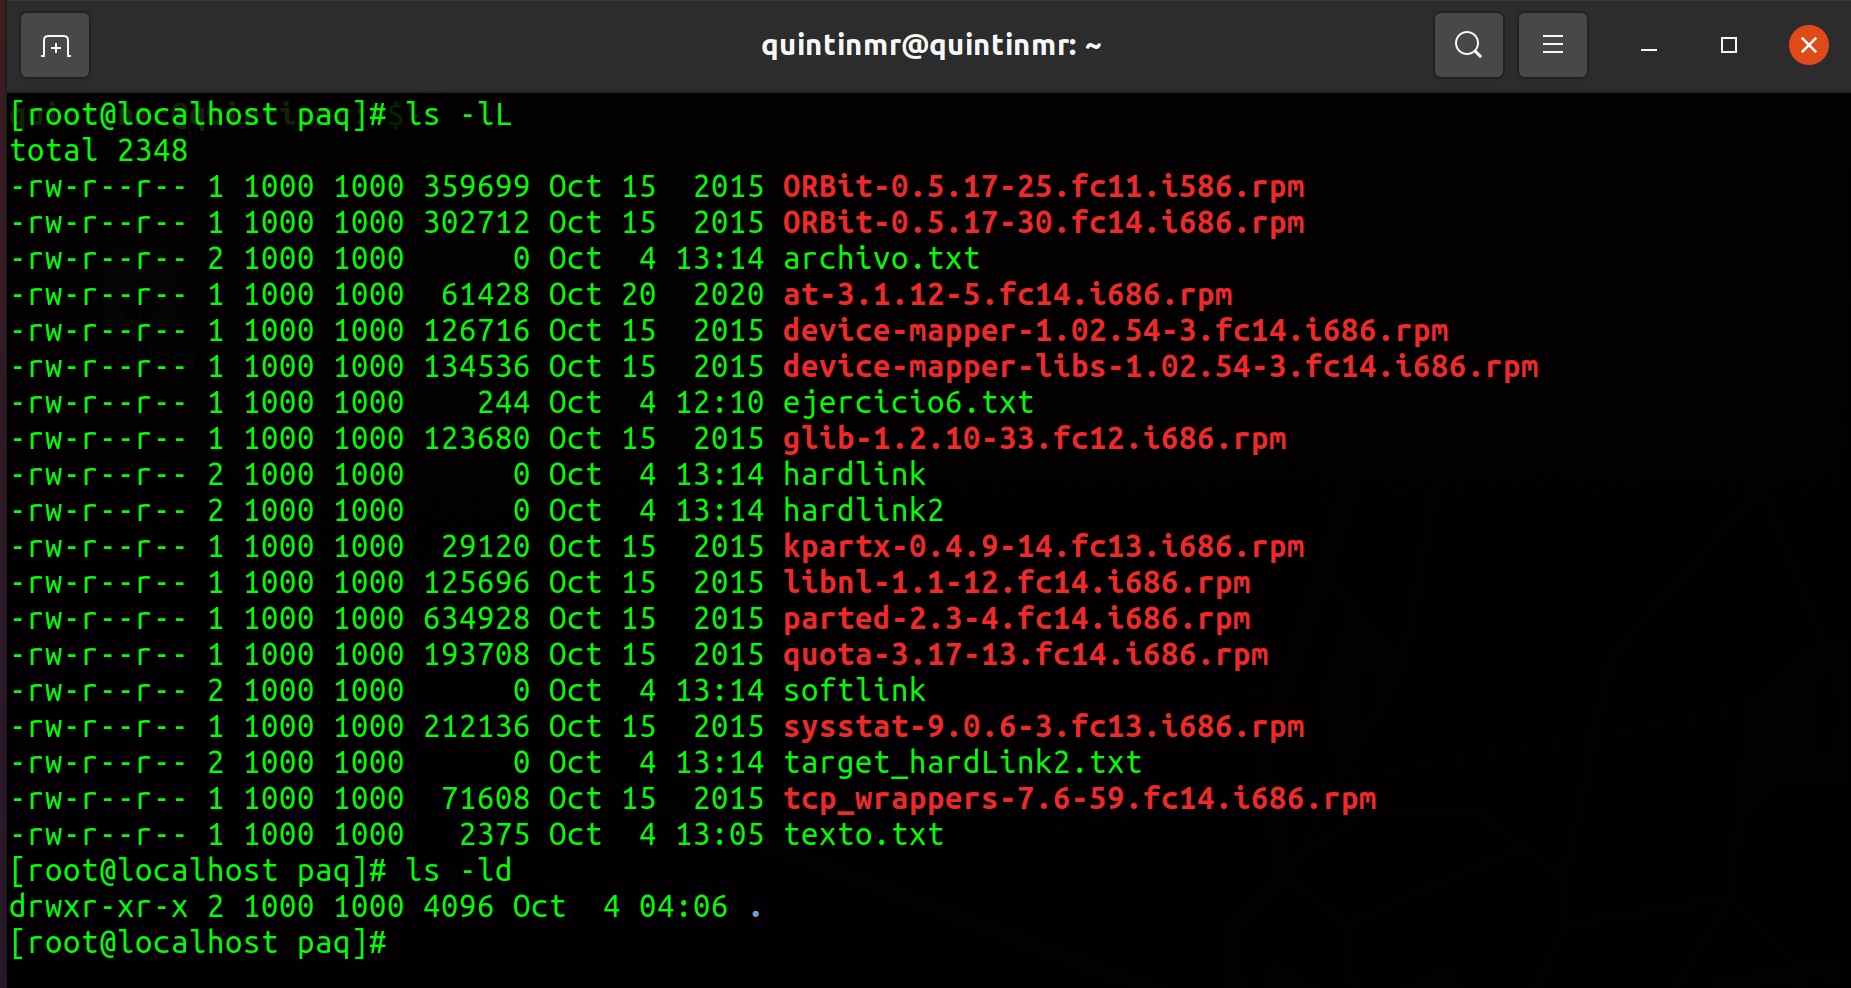 quintinmr@quintinmr: ~
[root@localhost paq]# ls -lL
total 2348
-rw-r--r-- 1 1000 1000 359699 Oct 15  2015 ORBit-0.5.17-25.fc11.i586.rpm
-rw-r--r-- 1 1000 1000 302712 Oct 15  2015 ORBit-0.5.17-30.fc14.i686.rpm
-rw-r--r-- 2 1000 1000      0 Oct  4 13:14 archivo.txt
-rw-r--r-- 1 1000 1000  61428 Oct 20  2020 at-3.1.12-5.fc14.i686.rpm
-rw-r--r-- 1 1000 1000 126716 Oct 15  2015 device-mapper-1.02.54-3.fc14.i686.rpm
-rw-r--r-- 1 1000 1000 134536 Oct 15  2015 device-mapper-libs-1.02.54-3.fc14.i686.rpm
-rw-r--r-- 1 1000 1000    244 Oct  4 12:10 ejercicio6.txt
-rw-r--r-- 1 1000 1000 123680 Oct 15  2015 glib-1.2.10-33.fc12.i686.rpm
-rw-r--r-- 2 1000 1000      0 Oct  4 13:14 hardlink
-rw-r--r-- 2 1000 1000      0 Oct  4 13:14 hardlink2
-rw-r--r-- 1 1000 1000  29120 Oct 15  2015 kpartx-0.4.9-14.fc13.i686.rpm
-rw-r--r-- 1 1000 1000 125696 Oct 15  2015 libnl-1.1-12.fc14.i686.rpm
-rw-r--r-- 1 1000 1000 634928 Oct 15  2015 parted-2.3-4.fc14.i686.rpm
-rw-r--r-- 1 1000 1000 193708 Oct 15  2015 quota-3.17-13.fc14.i686.rpm
-rw-r--r-- 2 1000 1000      0 Oct  4 13:14 softlink
-rw-r--r-- 1 1000 1000 212136 Oct 15  2015 sysstat-9.0.6-3.fc13.i686.rpm
-rw-r--r-- 2 1000 1000      0 Oct  4 13:14 target_hardLink2.txt
-rw-r--r-- 1 1000 1000  71608 Oct 15  2015 tcp_wrappers-7.6-59.fc14.i686.rpm
-rw-r--r-- 1 1000 1000   2375 Oct  4 13:05 texto.txt
[root@localhost paq]# ls -ld
drwxr-xr-x 2 1000 1000 4096 Oct  4 04:06 .
[root@localhost paq]#